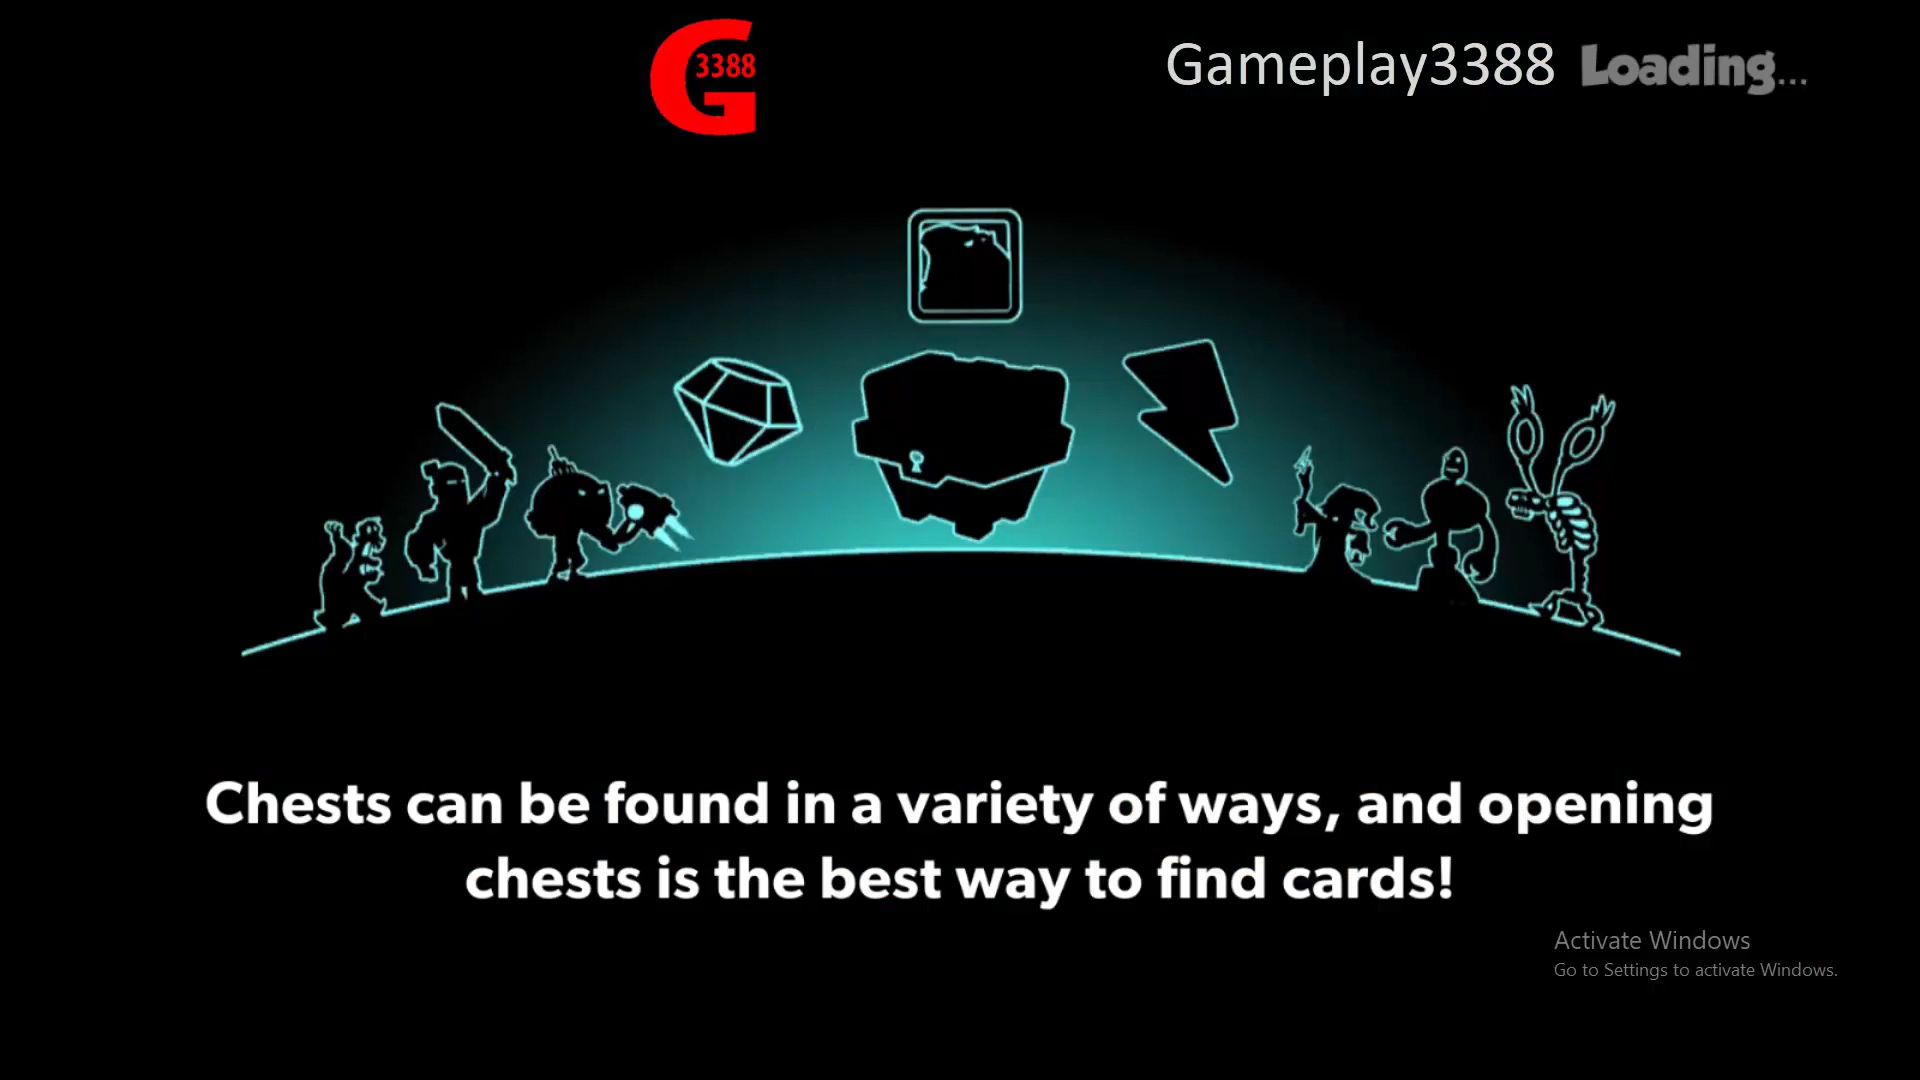 G
3388
Gameplay3388
Loading...
Chests can be found in a variety of ways, and opening
chests is the best way to find cards!
Activate Windows
Go to Settings to activate Windows.